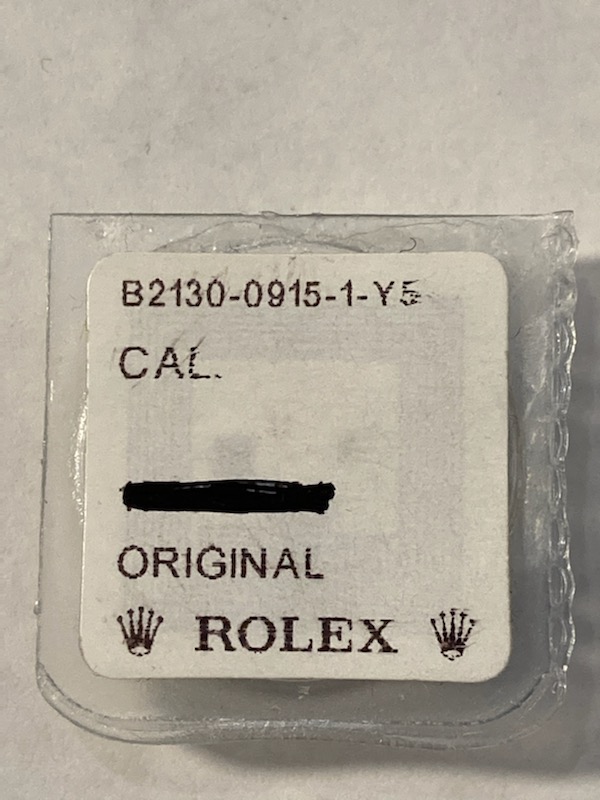 B2130-0915-1-Y5
CAL.
ORIGINAL
ROLEX